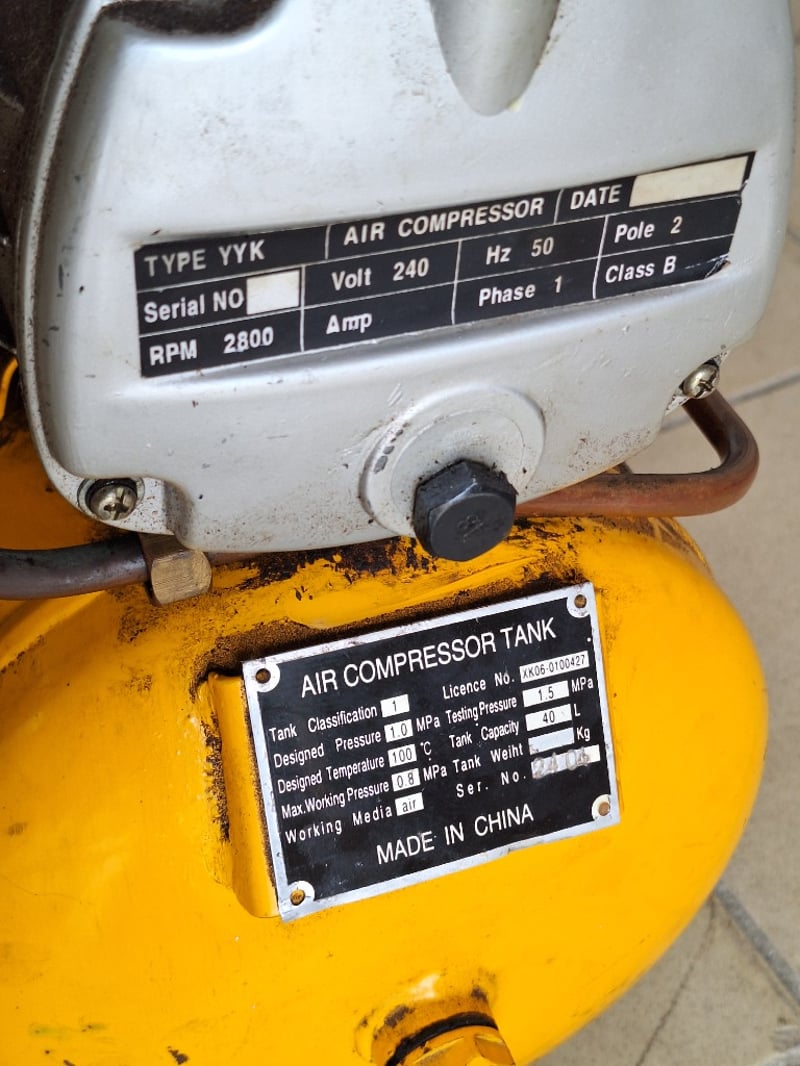 TYPE YYK AIR COMPRESSOR DATE
Serial NO Volt 240 Hz 50 Pole 2
RPM 2800 Amp Phase 1 Class B
AIR COMPRESSOR TANK
Tank Classification 1 Licence No. XK06-0100427
Designed Pressure 1.0 MPa Testing Pressure 1.5 MPa
Designed Temperature 100 ℃ Tank Capacity 40 L
Max.Working Pressure 0 8 MPa Tank Weiht Kg
Working Media air Ser. No.
MADE IN CHINA